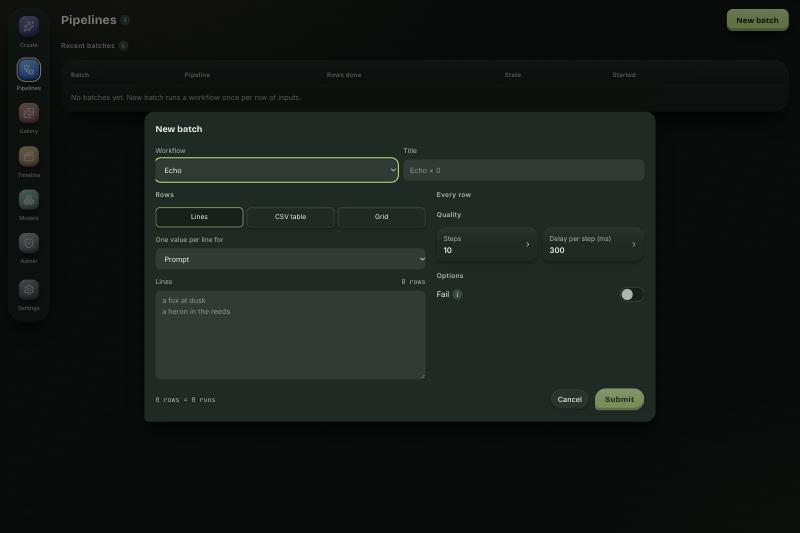 Create
Pipelines
Gallery
Timeline
Models
Admin
Settings
Pipelines i
New batch
Recent batches i
Batch Pipeline Rows done State Started
No batches yet. New batch runs a workflow once per row of inputs.
New batch
Workflow Title
Echo Echo × 0
Rows Every row
Lines CSV table Grid
Quality
One value per line for
Prompt
Steps
10
Delay per step (ms)
300
Lines 0 rows
a fox at dusk
a heron in the reeds
Options
Fail i
0 rows = 0 runs
Cancel Submit